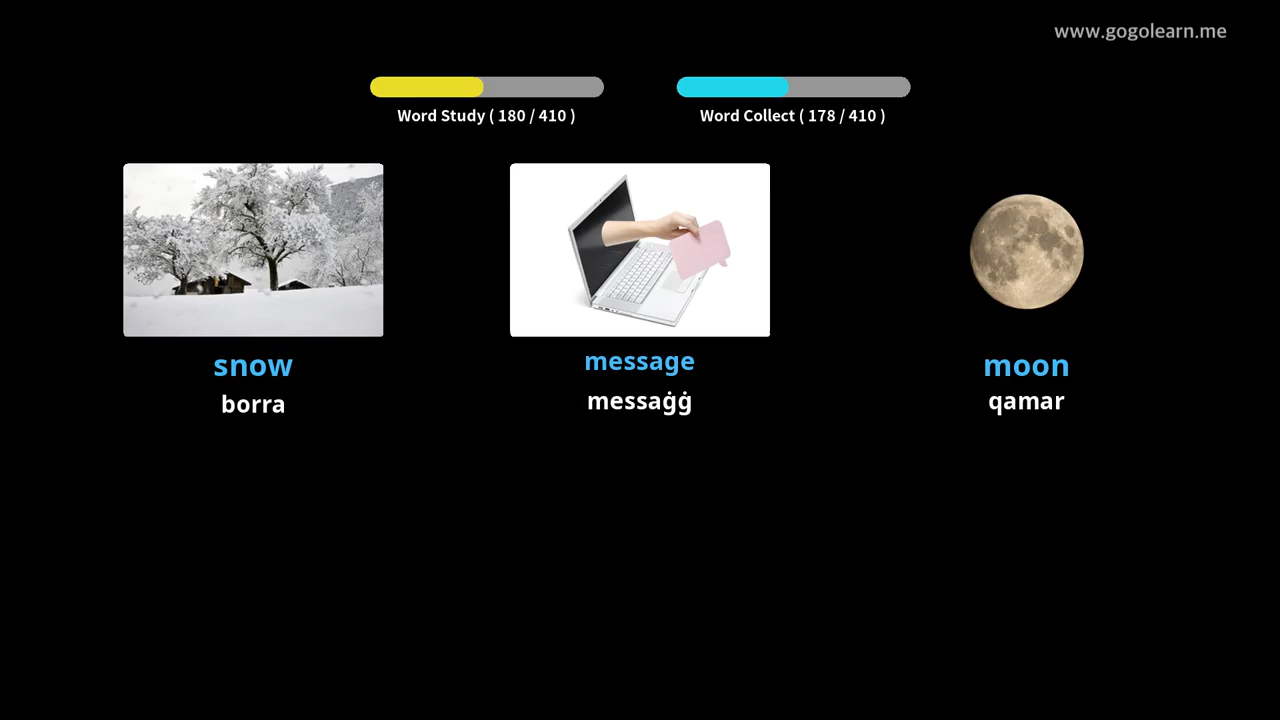 www.gogolearn.me
Word Study ( 180 / 410 )
Word Collect ( 178 / 410 )
snow
borra
message
messaġġ
moon
qamar